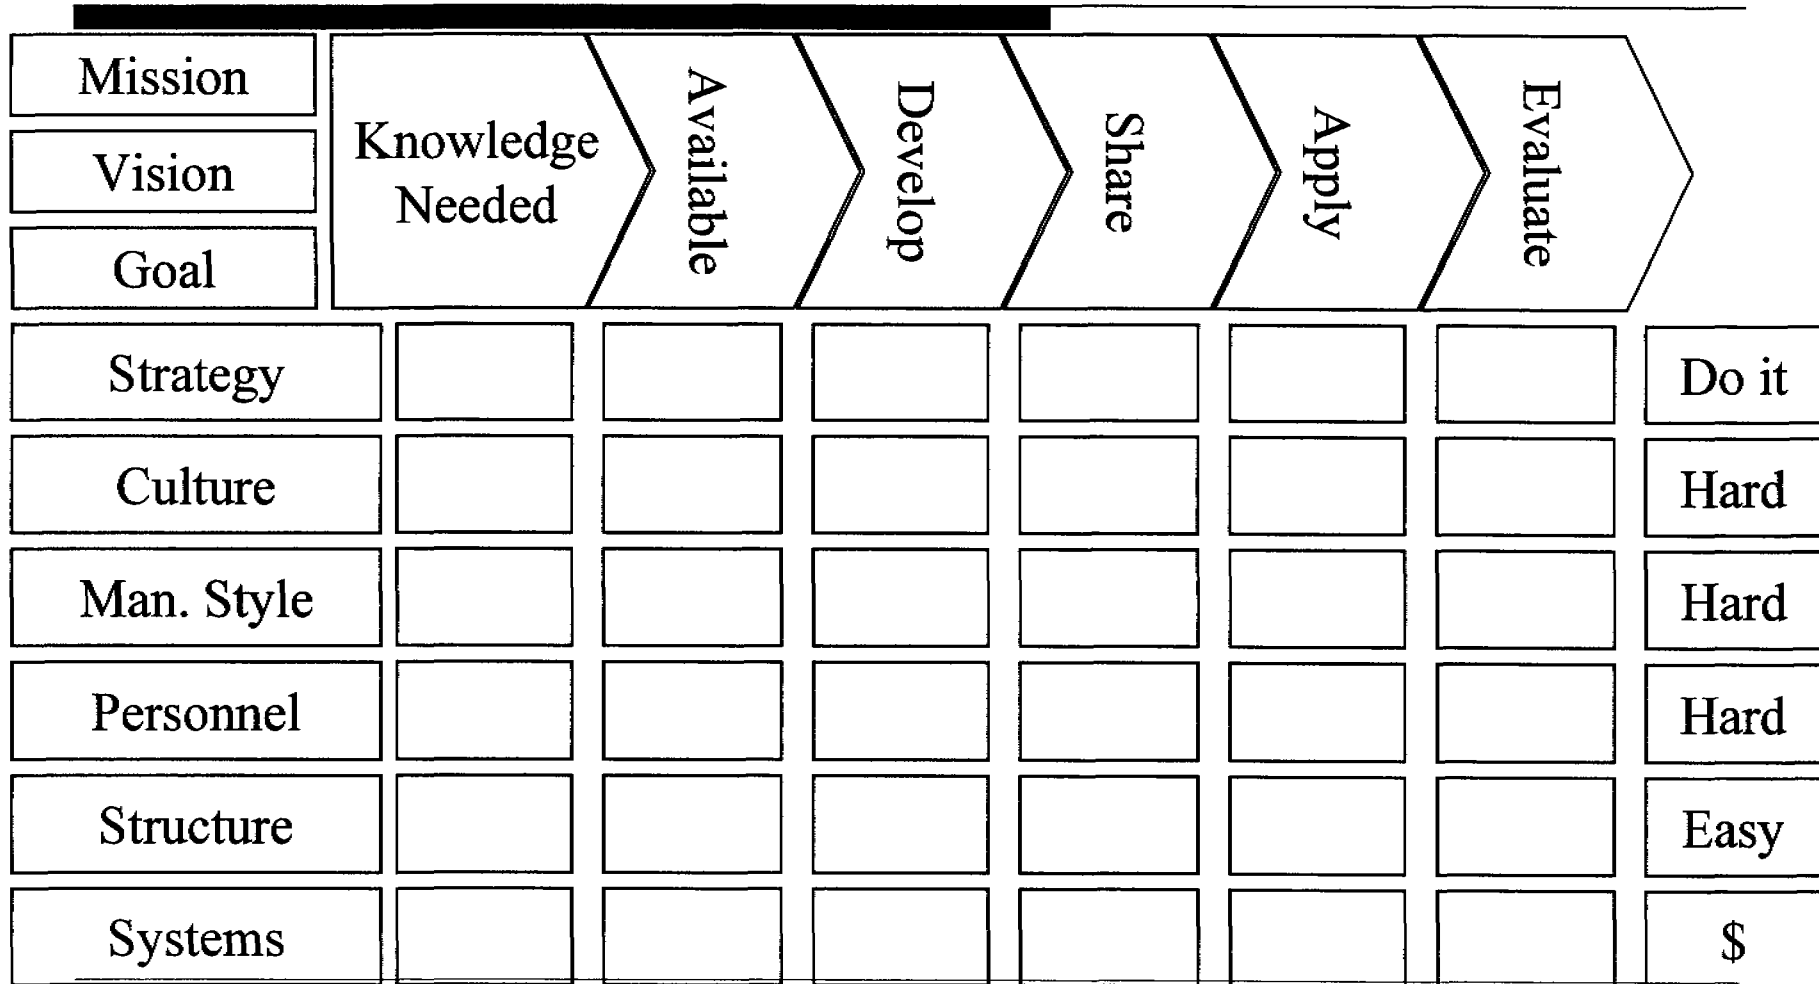 Mission
Vision
Goal
Knowledge
Needed
Available
Develop
Share
Apply
Evaluate
Strategy
Do it
Culture
Hard
Man. Style
Hard
Personnel
Hard
Structure
Easy
Systems
$